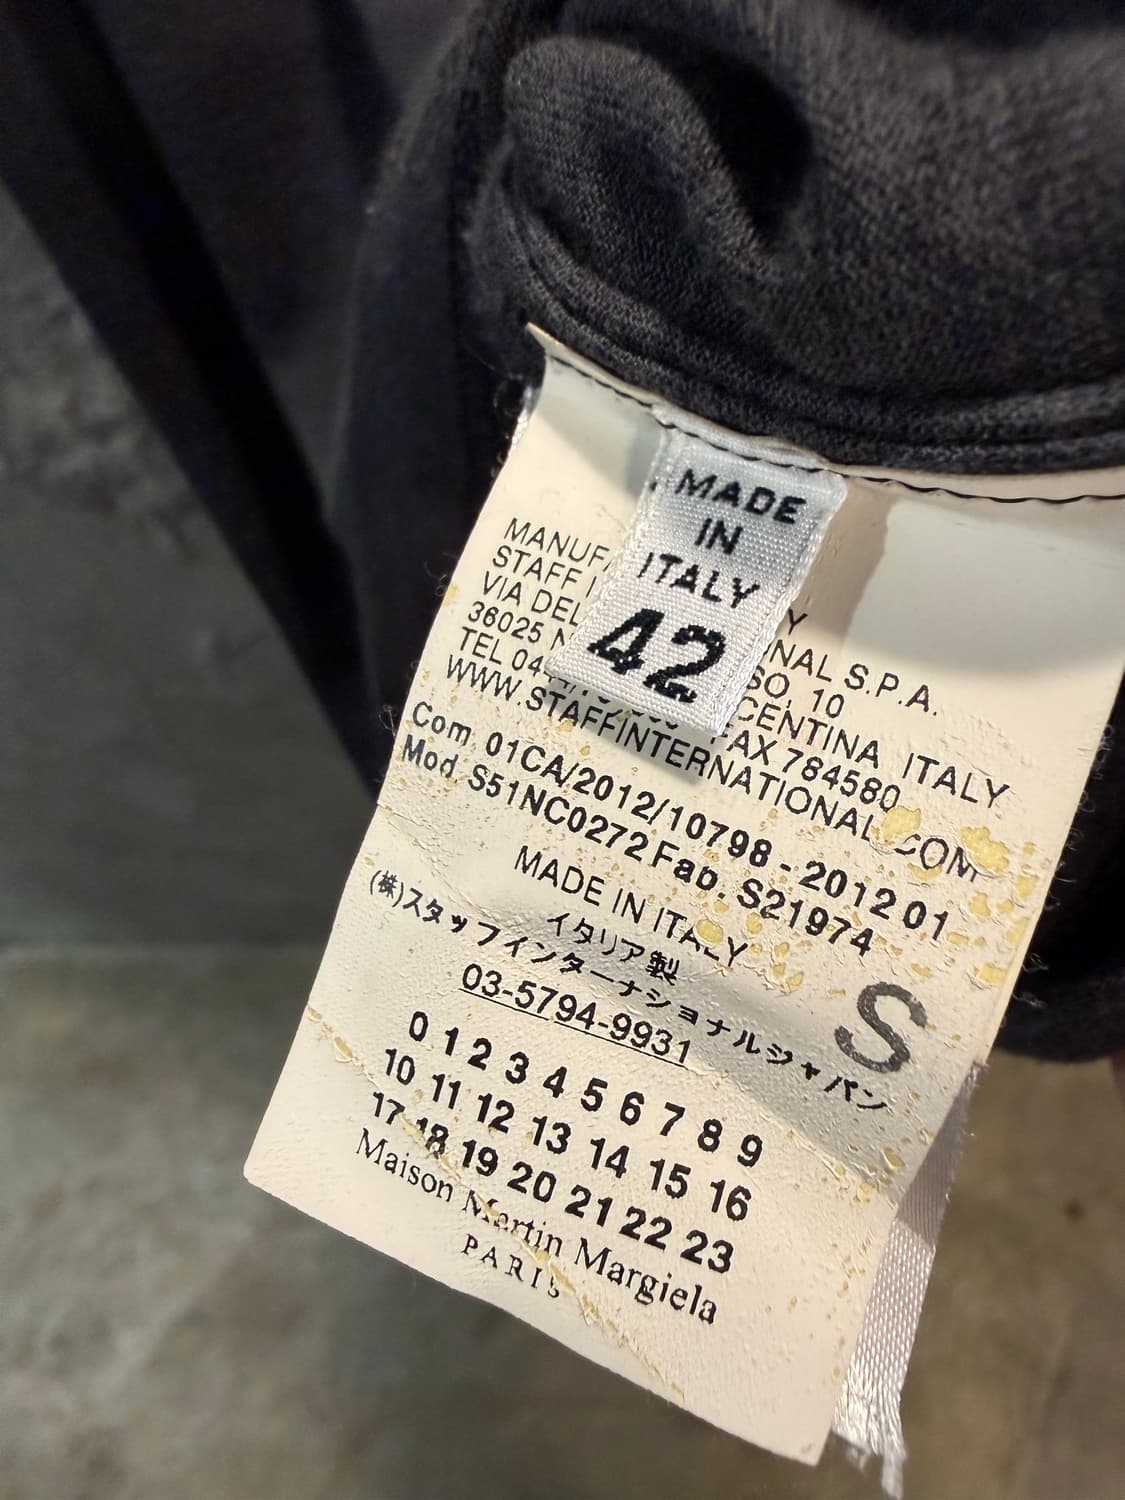 MADE
IN
ITALY
42
MANUF
STAFF NAL S.P.A.
VIA DEL SO, 10
36025 N CENTINA ITALY
TEL FAX 784580
WWW.STAFFINTERNATIONAL.COM
Com 01CA/2012/10798 - 2012 01
Mod S51NC0272 Fab. S21974
MADE IN ITALY
イタリア製
(株)スタッフインターナショナルジャパン
03-5794-9931
S
0 1 2 3 4 5 6 7 8 9
10 11 12 13 14 15 16
17 18 19 20 21 22 23
Maison Martin Margiela
PARIS